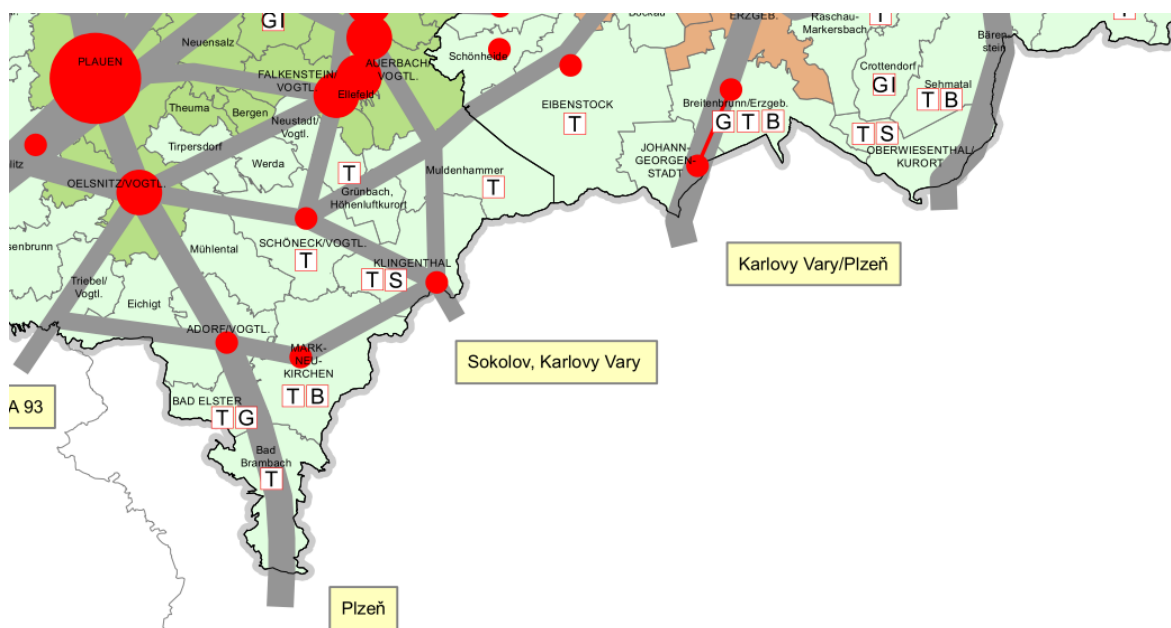 GI
Neuensalz
PLAUEN
FALKENSTEIN/
VOGTL.
AUERBACH/
VOGTL.
Ellefeld
Schönheide
ERZGEB.
Raschau-
Markersbach
T
T
Bären-
stein
Crottendorf
GI
Sehmatal
T B
Theuma
Bergen
Neustadt/
Vogtl.
Tirpersdorf
Werda
EIBENSTOCK
T
Breitenbrunn/Erzgeb.
G T B
T S
OBERWIESENTHAL/
KURORT
JOHANN-
GEORGEN-
STADT
OELSNITZ/VOGTL.
T
Grünbach,
Höhenluftkurort
Muldenhammer
T
Mühlental
SCHÖNECK/VOGTL.
T
KLINGENTHAL
T S
Triebel/
Vogtl.
Eichigt
ADORF/VOGTL.
MARK-
NEU-
KIRCHEN
T B
BAD ELSTER
T G
Bad
Brambach
T
A 93
Karlovy Vary/Plzeň
Sokolov, Karlovy Vary
Plzeň